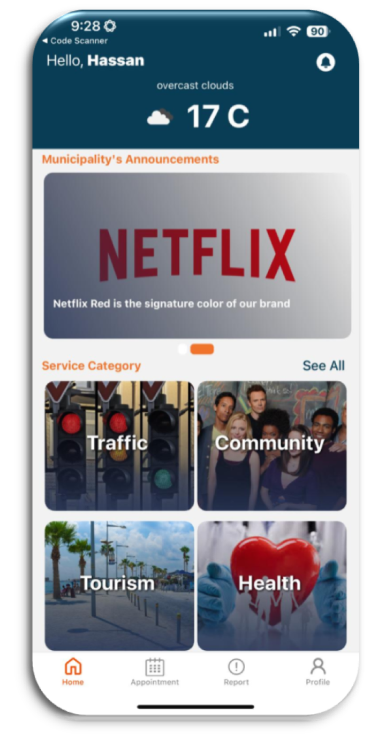 9:28
90
◄ Code Scanner
Hello, Hassan
overcast clouds
17 C
Municipality's Announcements
NETFLIX
Netflix Red is the signature color of our brand
Service Category
See All
Traffic
Community
Tourism
Health
Home
Appointment
Report
Profile